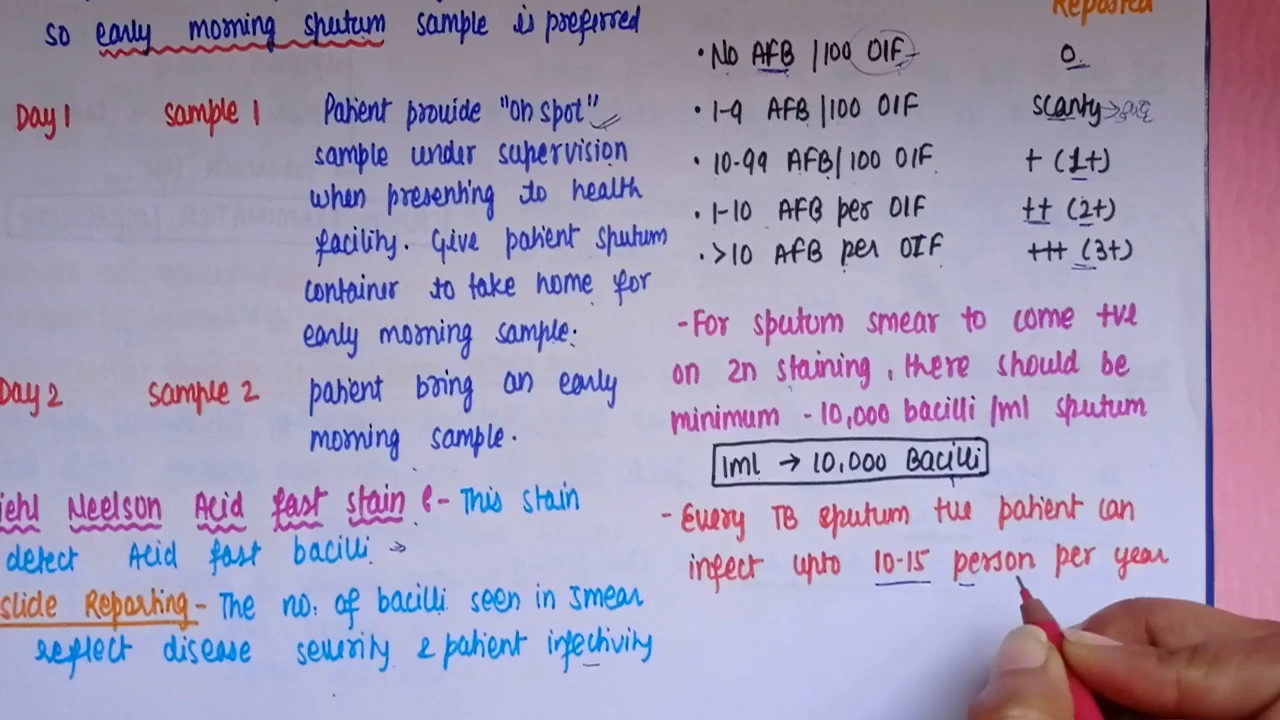 so early morning sputum sample is preferred
Day 1 sample 1 Patient provide "on spot"
sample under supervision
when presenting to health
facility. Give patient sputum
container to take home for
early morning sample.
Day 2 sample 2 patient bring an early
morning sample.
iehl Neelson Acid fast stain :- This stain
detect Acid fast bacilli
slide Reporting - The no. of bacilli seen in smear
reflect disease severity & patient infectivity
Reported
• No AFB /100 OIF 0
• 1-9 AFB /100 OIF scanty
• 10-99 AFB/100 OIF + (1+)
• 1-10 AFB per OIF ++ (2+)
• >10 AFB per OIF +++ (3+)
- For sputum smear to come +ve
on zn staining, there should be
minimum - 10,000 bacilli /ml sputum
1ml → 10,000 Bacilli
- Every TB sputum +ve patient can
infect upto 10-15 person per year